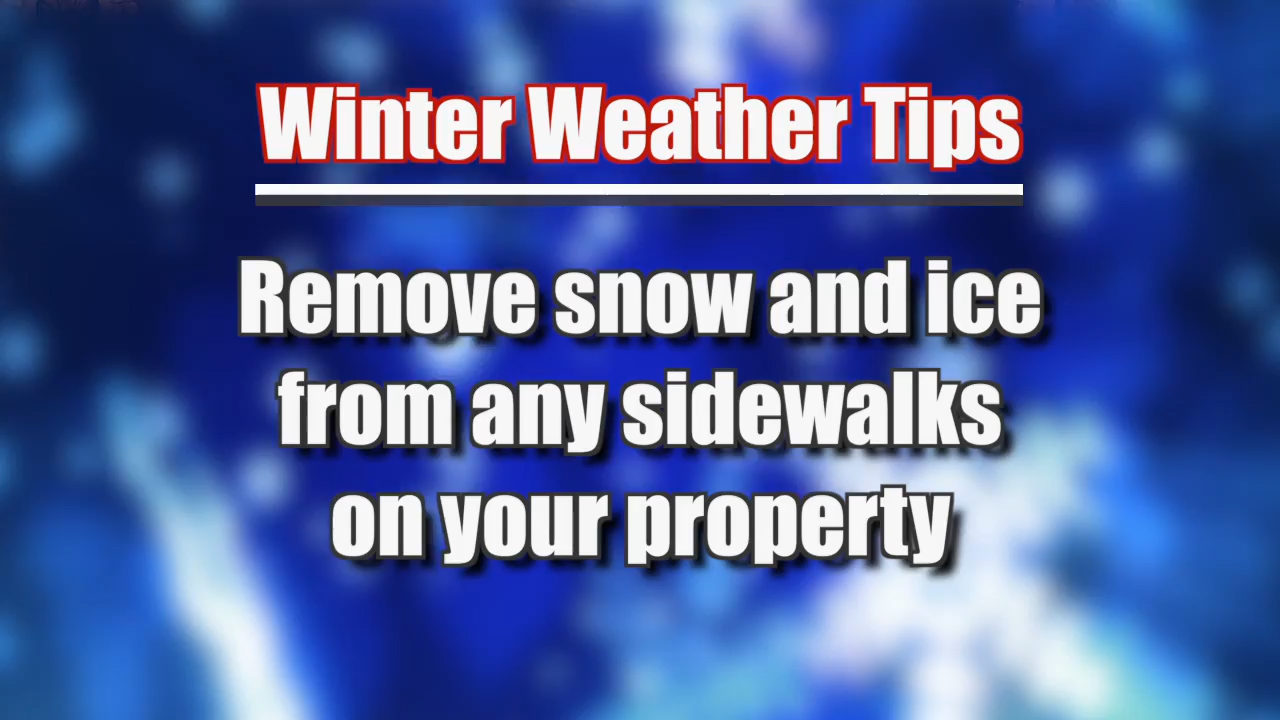 Winter Weather Tips
Remove snow and ice
from any sidewalks
on your property